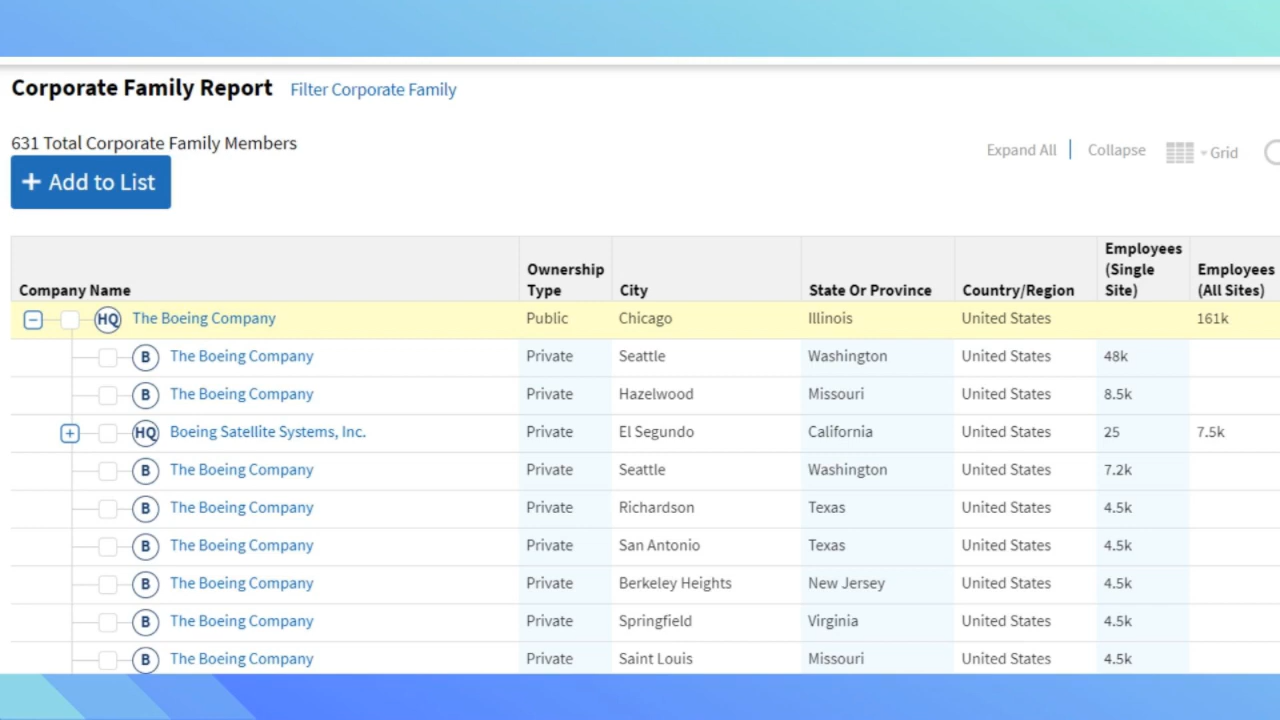 Corporate Family Report Filter Corporate Family
631 Total Corporate Family Members
Expand All Collapse Grid
+ Add to List
Company Name Ownership Type City State Or Province Country/Region Employees (Single Site) Employees (All Sites)
HQ The Boeing Company Public Chicago Illinois United States 161k
B The Boeing Company Private Seattle Washington United States 48k
B The Boeing Company Private Hazelwood Missouri United States 8.5k
HQ Boeing Satellite Systems, Inc. Private El Segundo California United States 25 7.5k
B The Boeing Company Private Seattle Washington United States 7.2k
B The Boeing Company Private Richardson Texas United States 4.5k
B The Boeing Company Private San Antonio Texas United States 4.5k
B The Boeing Company Private Berkeley Heights New Jersey United States 4.5k
B The Boeing Company Private Springfield Virginia United States 4.5k
B The Boeing Company Private Saint Louis Missouri United States 4.5k